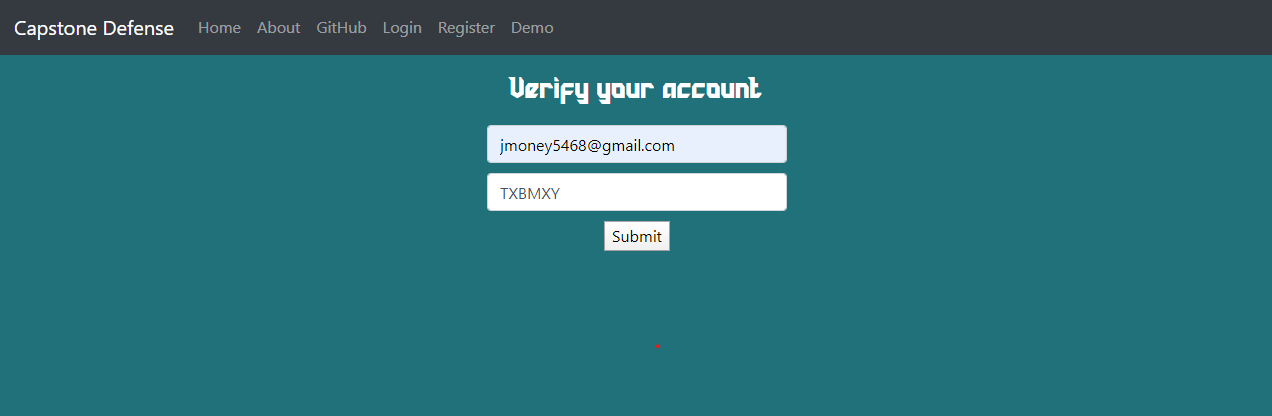 Capstone Defense Home About GitHub Login Register Demo
Verify your account
jmoney5468@gmail.com
TXBMXY
Submit